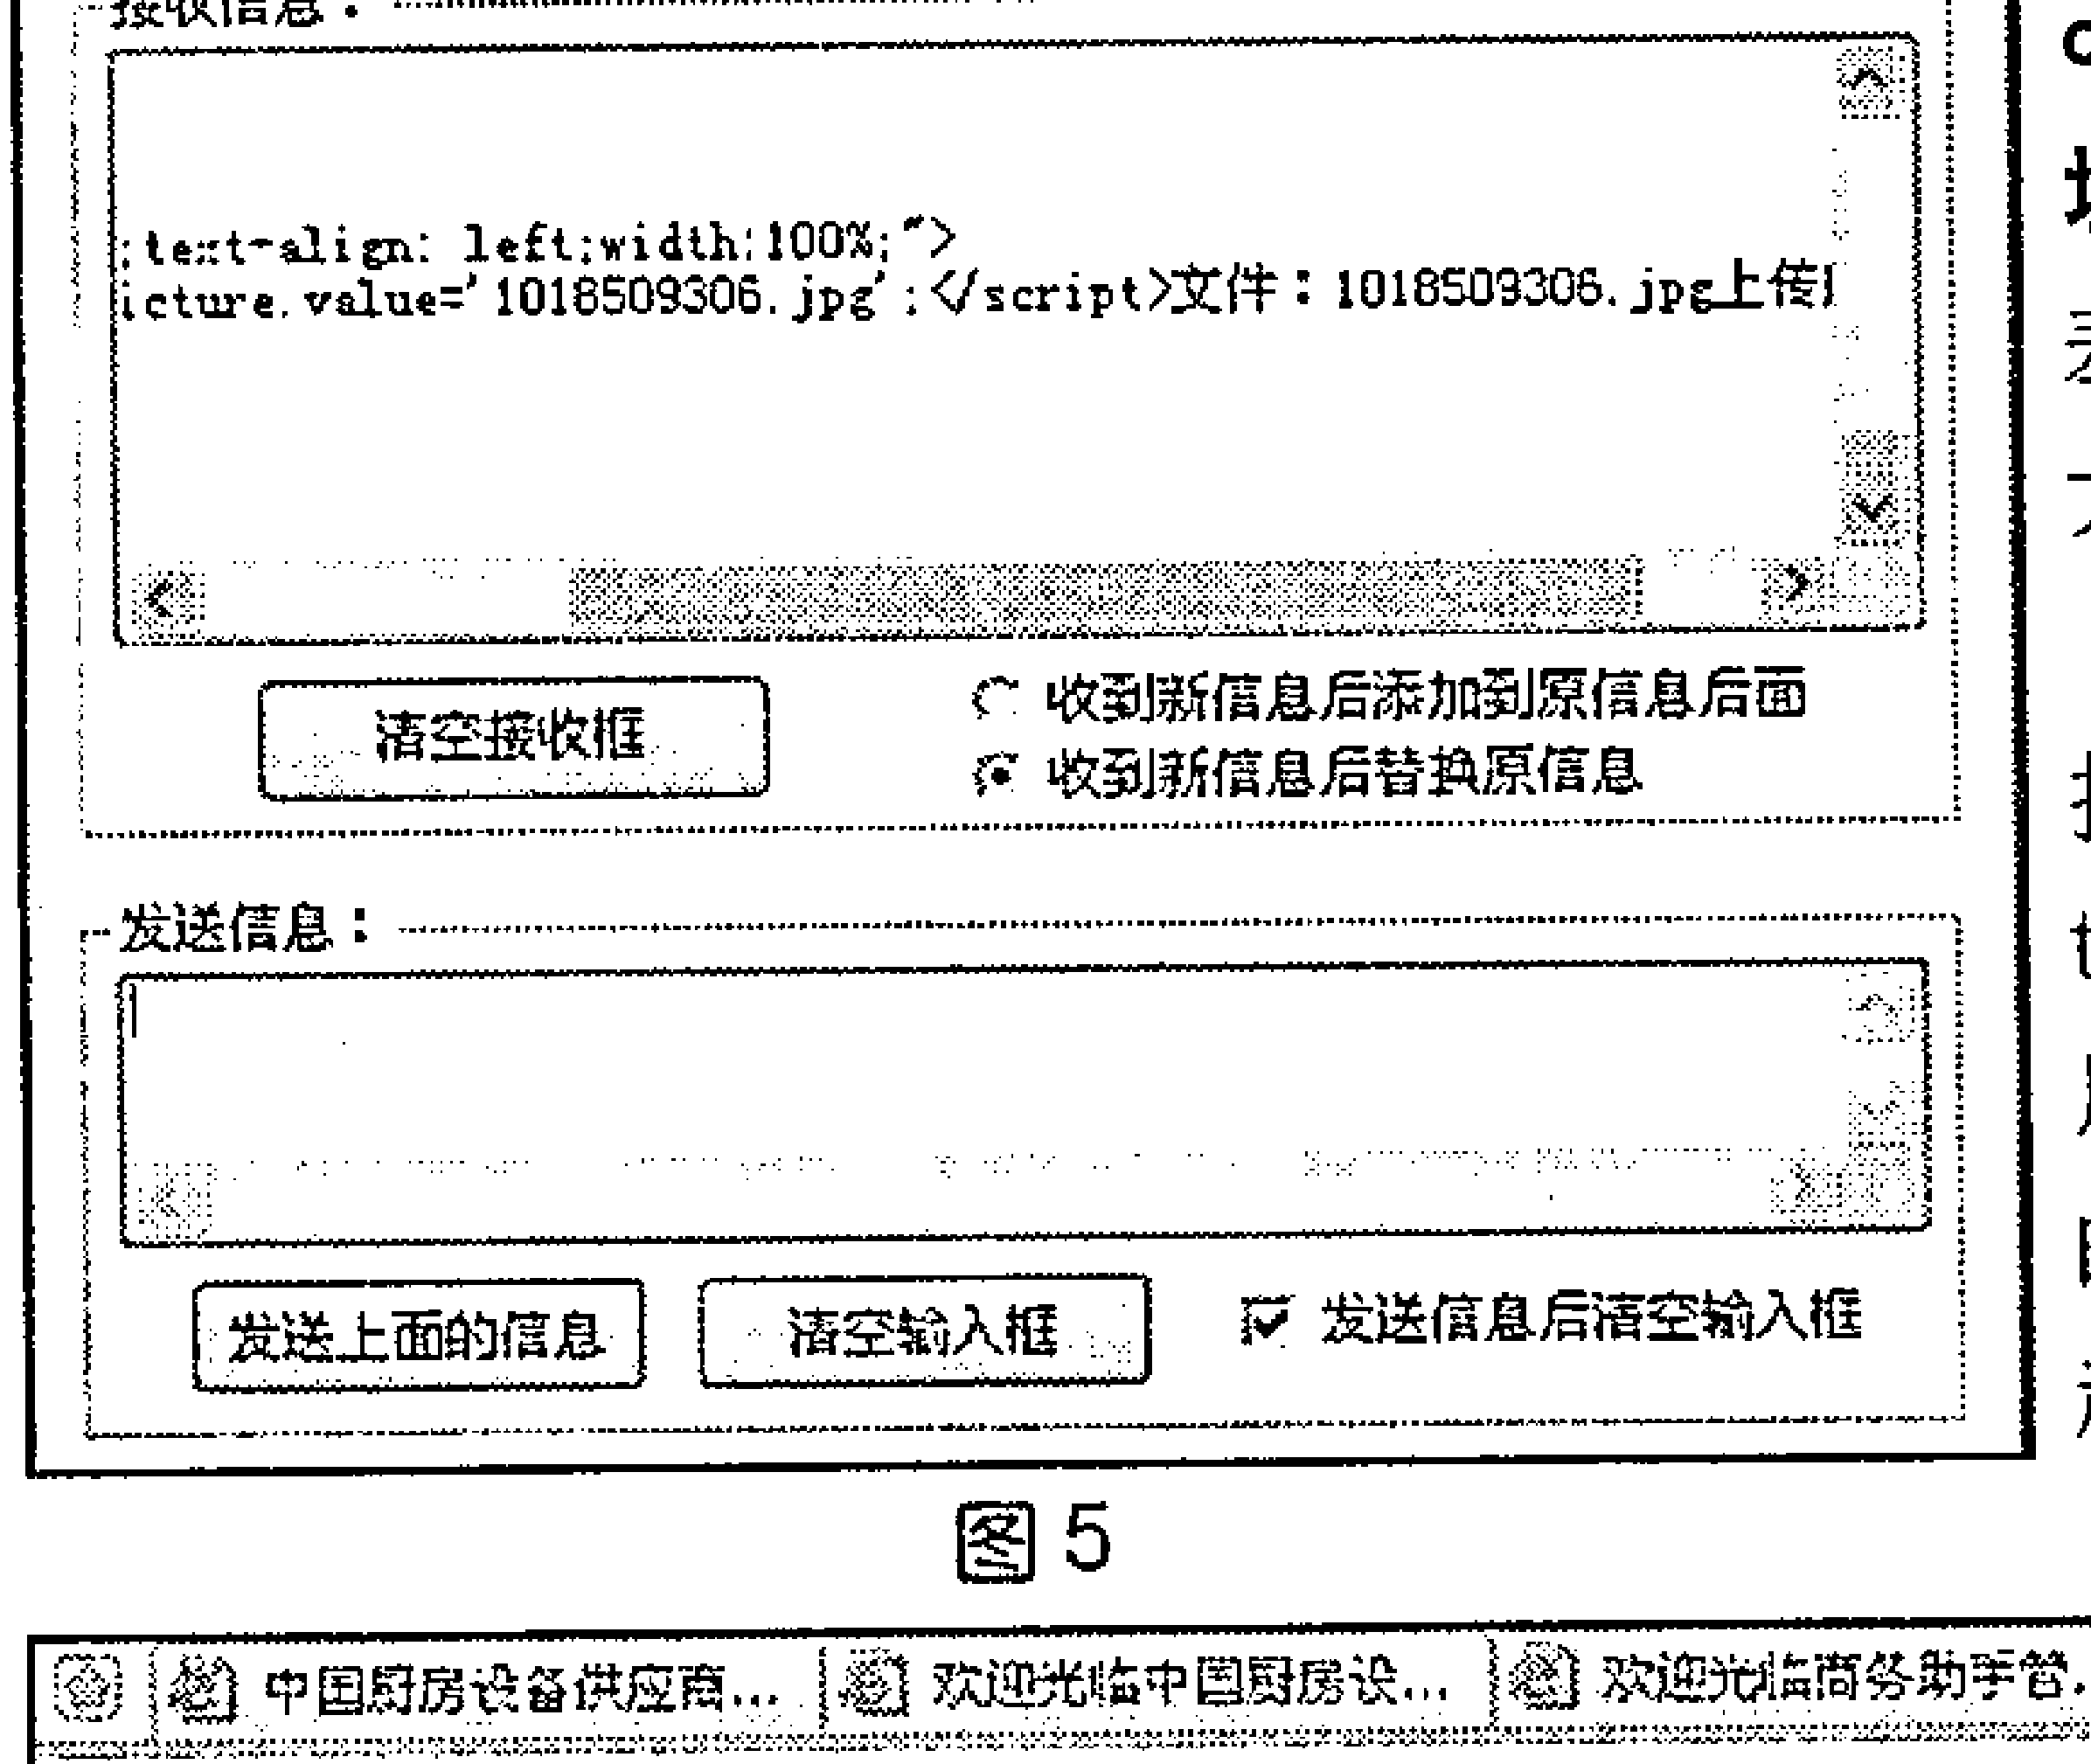 接收信息：
;text-align: left;width:100%;">
icture.value='1018509306.jpg';</script>文件：1018509306.jpg上传
清空接收框
收到新信息后添加到原信息后面
收到新信息后替换原信息
发送信息：
发送上面的信息
清空输入框
发送信息后清空输入框
图5
中国厨房设备供应商...
欢迎光临中国厨房设...
欢迎光临商务助手管.